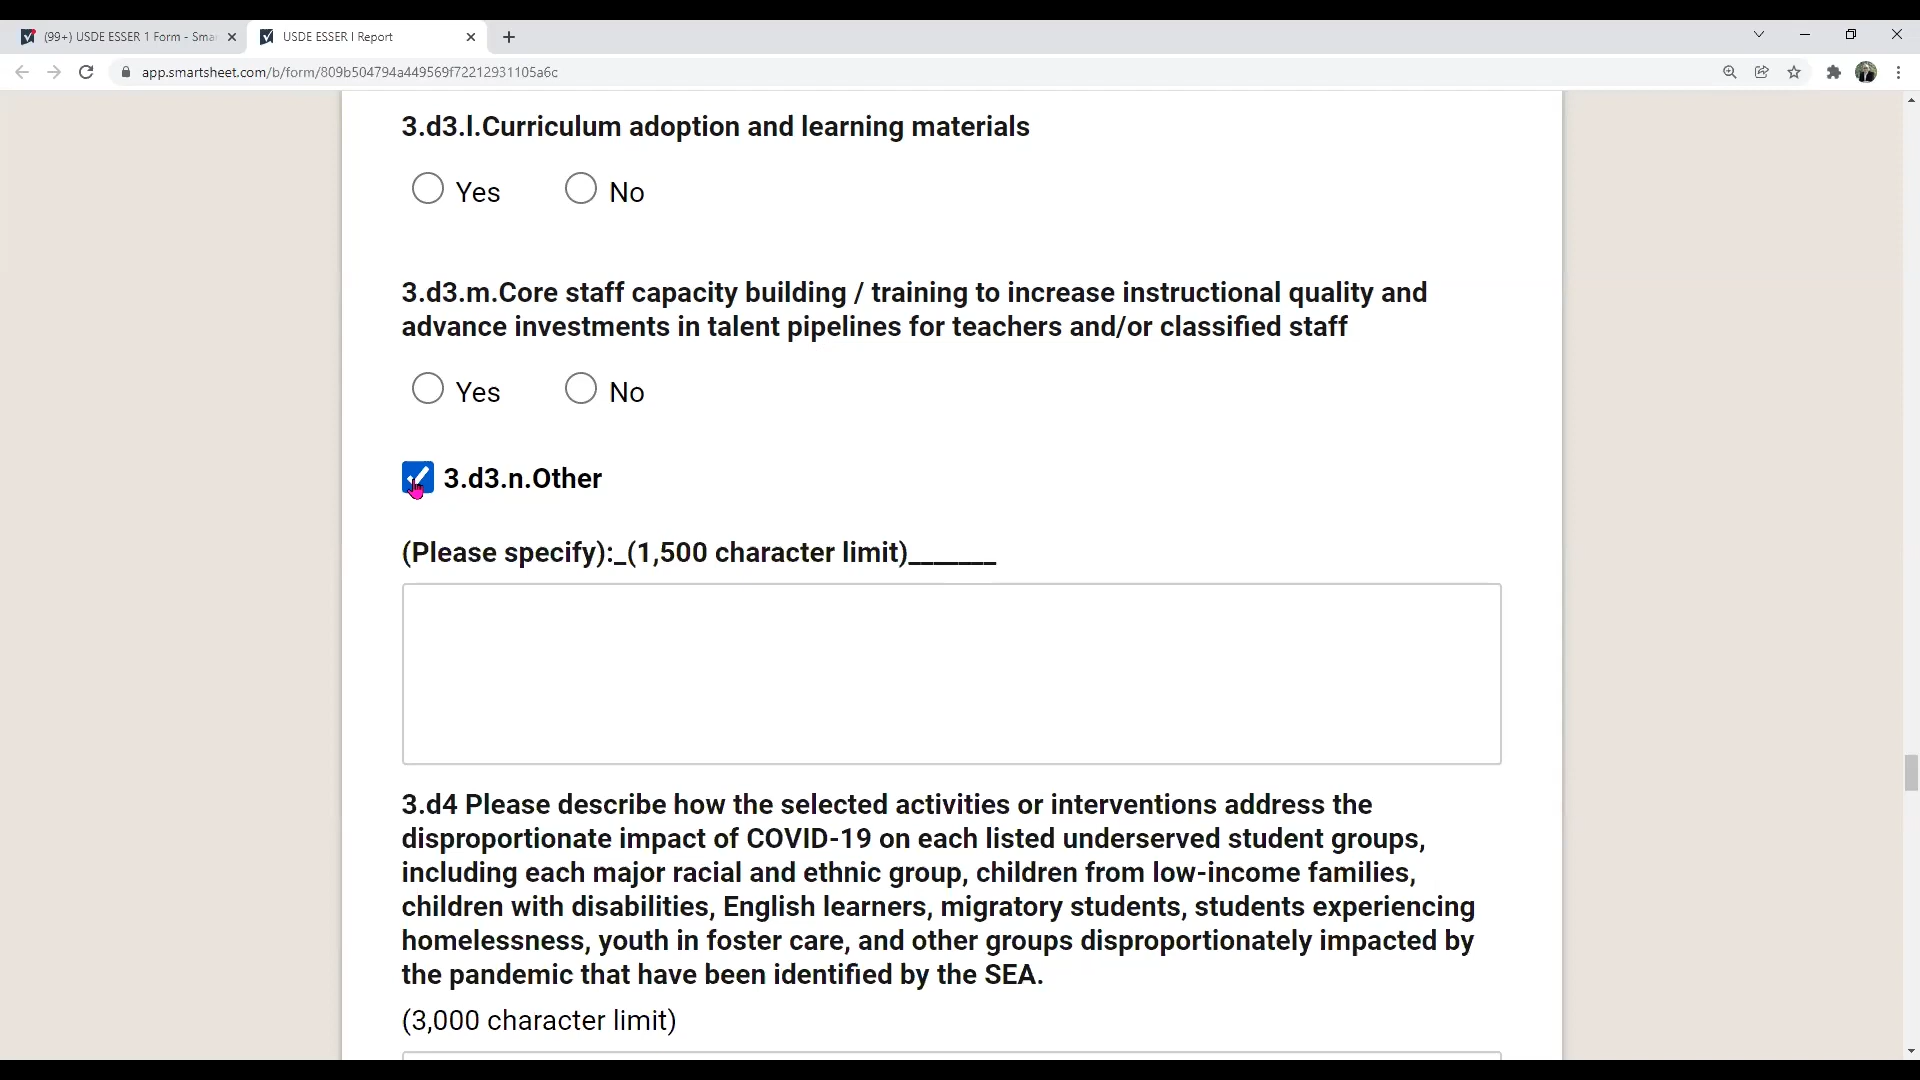 (99+) USDE ESSER 1 Form - Sma
USDE ESSER I Report
app.smartsheet.com/b/form/809b504794a449569f72212931105a6c
3.d3.l.Curriculum adoption and learning materials
Yes No
3.d3.m.Core staff capacity building / training to increase instructional quality and
advance investments in talent pipelines for teachers and/or classified staff
Yes No
3.d3.n.Other
(Please specify):_(1,500 character limit)_______
3.d4 Please describe how the selected activities or interventions address the
disproportionate impact of COVID-19 on each listed underserved student groups,
including each major racial and ethnic group, children from low-income families,
children with disabilities, English learners, migratory students, students experiencing
homelessness, youth in foster care, and other groups disproportionately impacted by
the pandemic that have been identified by the SEA.
(3,000 character limit)